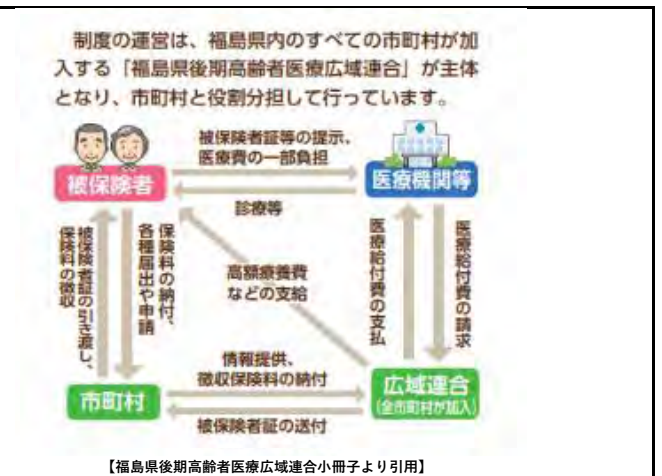 制度の運営は、福島県内のすべての市町村が加
入する「福島県後期高齢者医療広域連合」が主体
となり、市町村と役割分担して行っています。
被保険者証等の提示、
医療費の一部負担
被保険者
医療機関等
診療等
被保険者証の引き渡し、
保険料の徴収
保険料の納付、
各種届出や申請
高額療養費
などの支給
医療給付費の支払
医療給付費の請求
情報提供、
徴収保険料の納付
市町村
広域連合
(全市町村が加入)
被保険者証の送付
【福島県後期高齢者医療広域連合小冊子より引用】